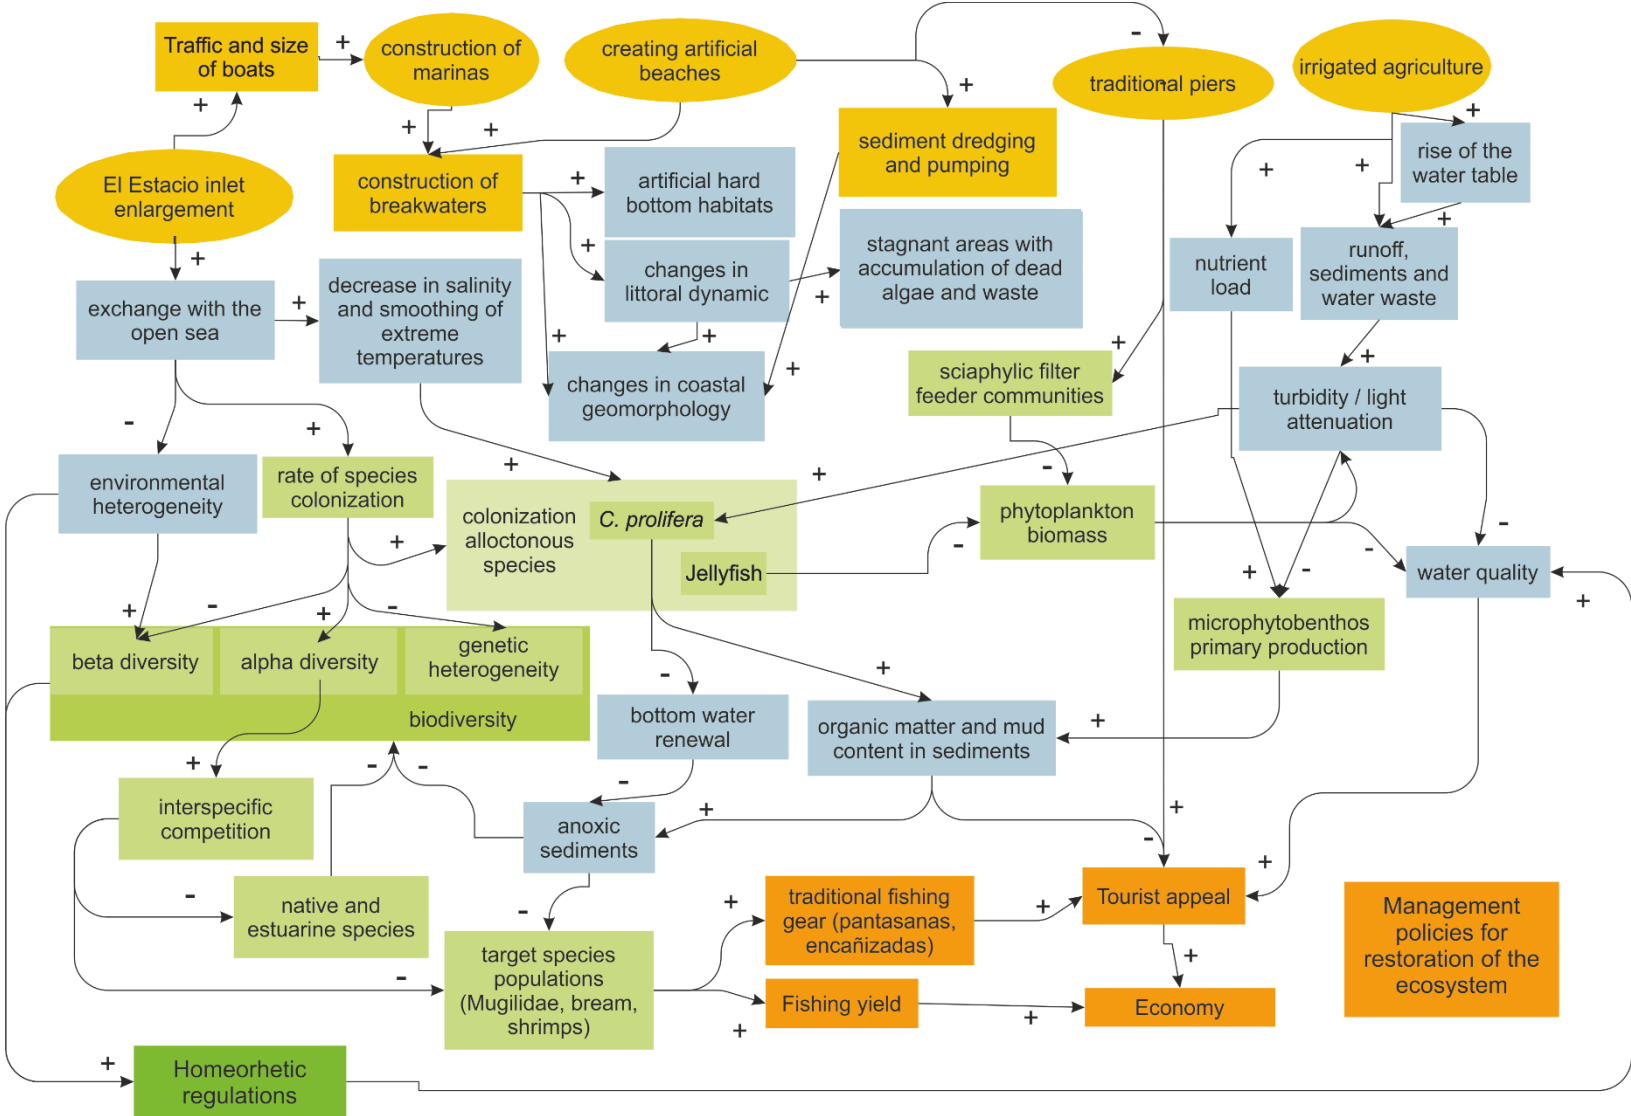 Traffic and size
of boats
+
construction of
marinas
creating artificial
beaches
-
traditional piers
irrigated agriculture
+
+
+
+
+
sediment dredging
and pumping
+
rise of the
water table
+
+
El Estacio inlet
enlargement
construction of
breakwaters
+
artificial hard
bottom habitats
+
stagnant areas with
accumulation of dead
algae and waste
nutrient
load
runoff,
sediments and
water waste
+
+
exchange with the
open sea
+
decrease in salinity
and smoothing of
extreme
temperatures
changes in
littoral dynamic
+
+
+
+
+
+
sciaphylic filter
feeder communities
turbidity / light
attenuation
changes in coastal
geomorphology
-
+
environmental
heterogeneity
rate of species
colonization
+
colonization
alloctonous
species
C. prolifera
Jellyfish
+
-
phytoplankton
biomass
-
-
-
water quality
+
+
-
+
-
+
-
microphytobenthos
primary production
+
beta diversity
alpha diversity
genetic
heterogeneity
biodiversity
-
+
bottom water
renewal
organic matter and mud
content in sediments
+
+
-
-
-
+
interspecific
competition
anoxic
sediments
+
-
+
-
native and
estuarine species
-
+
traditional fishing
gear (pantasanas,
encañizadas)
+
Tourist appeal
Management
policies for
restoration of the
ecosystem
-
target species
populations
(Mugilidae, bream,
shrimps)
+
Fishing yield
+
+
Economy
+
Homeorhetic
regulations